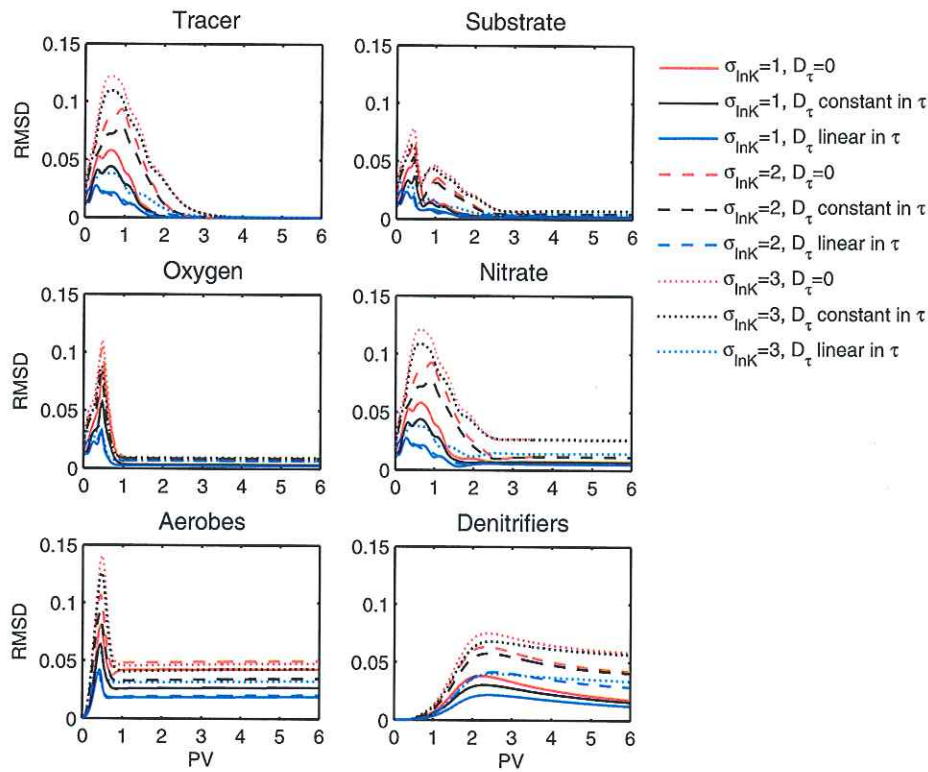 Tracer
Substrate
0.15
0.1
0.05
0
RMSD
0 1 2 3 4 5 6
0.15
0.1
0.05
0
0 1 2 3 4 5 6
σlnK=1, Dτ=0
σlnK=1, Dτ constant in τ
σlnK=1, Dτ linear in τ
σlnK=2, Dτ=0
σlnK=2, Dτ constant in τ
σlnK=2, Dτ linear in τ
σlnK=3, Dτ=0
σlnK=3, Dτ constant in τ
σlnK=3, Dτ linear in τ
Oxygen
Nitrate
0.15
0.1
0.05
0
RMSD
0 1 2 3 4 5 6
0.15
0.1
0.05
0
0 1 2 3 4 5 6
Aerobes
Denitrifiers
0.15
0.1
0.05
0
RMSD
0 1 2 3 4 5 6
PV
0.15
0.1
0.05
0
0 1 2 3 4 5 6
PV